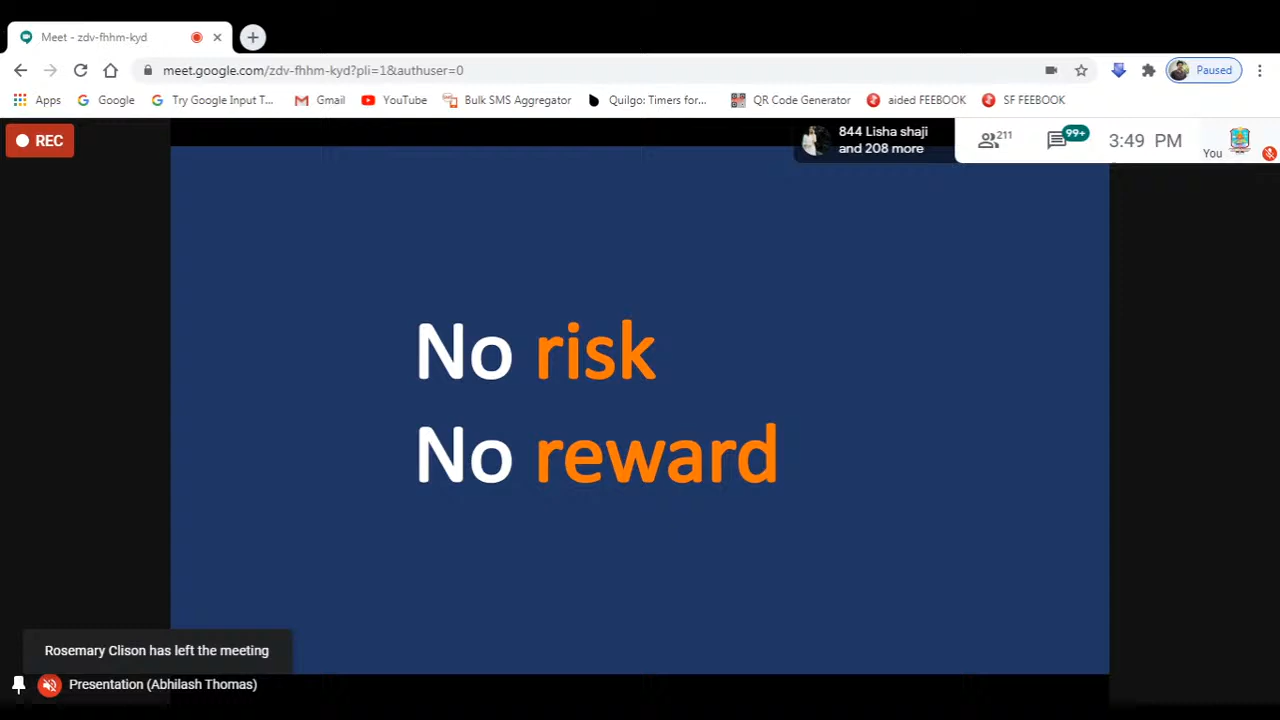 Meet - zdv-fhhm-kyd
meet.google.com/zdv-fhhm-kyd?pli=1&authuser=0
Paused
Apps
Google
Try Google Input T...
Gmail
YouTube
Bulk SMS Aggregator
Quilgo: Timers for...
QR Code Generator
aided FEEBOOK
SF FEEBOOK
REC
844 Lisha shaji
and 208 more
211
99+
3:49 PM
You
No risk
No reward
Rosemary Clison has left the meeting
Presentation (Abhilash Thomas)